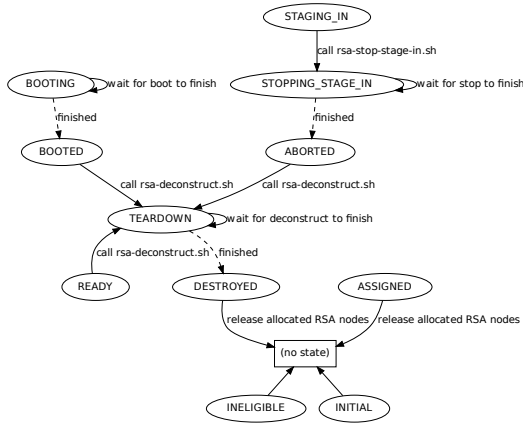 STAGING_IN
call rsa-stop-stage-in.sh
BOOTING
wait for boot to finish
STOPPING_STAGE_IN
wait for stop to finish
finished
finished
BOOTED
ABORTED
call rsa-deconstruct.sh
call rsa-deconstruct.sh
TEARDOWN
wait for deconstruct to finish
call rsa-deconstruct.sh
finished
READY
DESTROYED
ASSIGNED
release allocated RSA nodes
release allocated RSA nodes
(no state)
INELIGIBLE
INITIAL